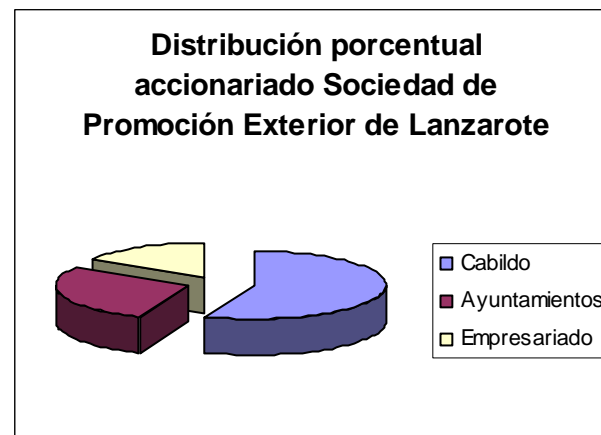 Distribución porcentual
accionariado Sociedad de
Promoción Exterior de Lanzarote
Cabildo
Ayuntamientos
Empresariado